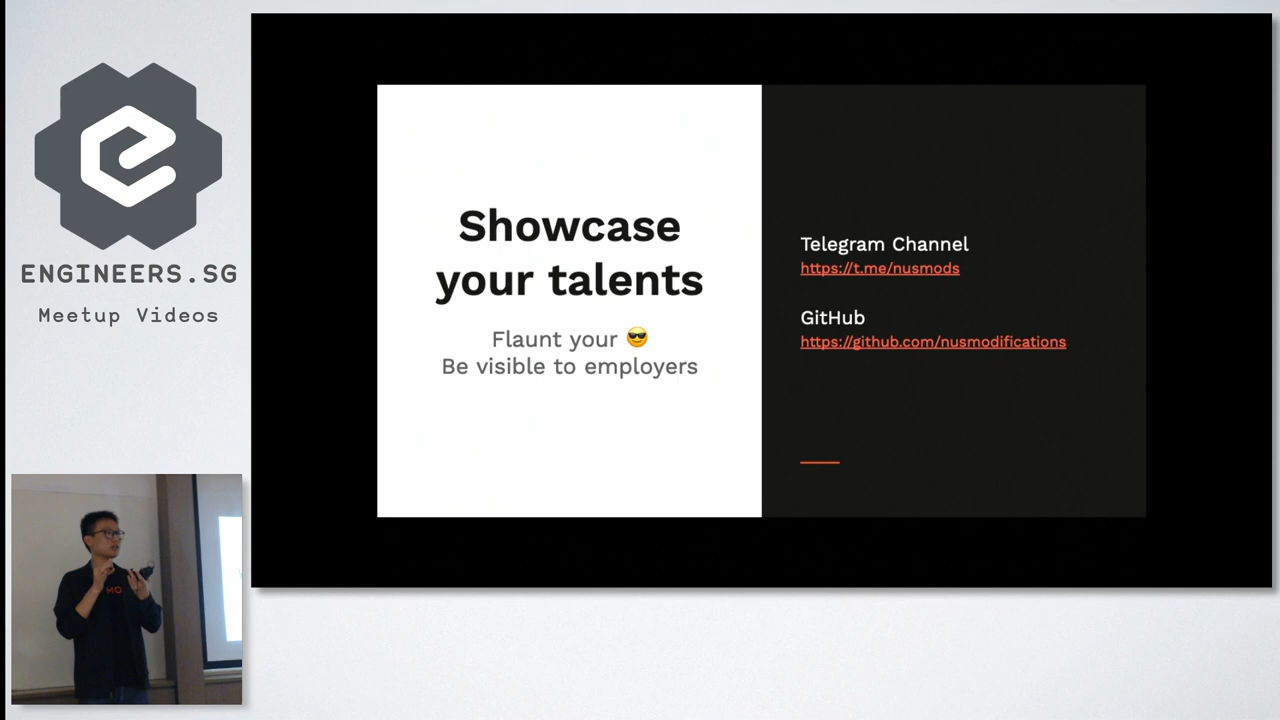 ENGINEERS.SG
Meetup Videos
Showcase
your talents
Flaunt your 😎
Be visible to employers
Telegram Channel
https://t.me/nusmods
GitHub
https://github.com/nusmodifications
MO